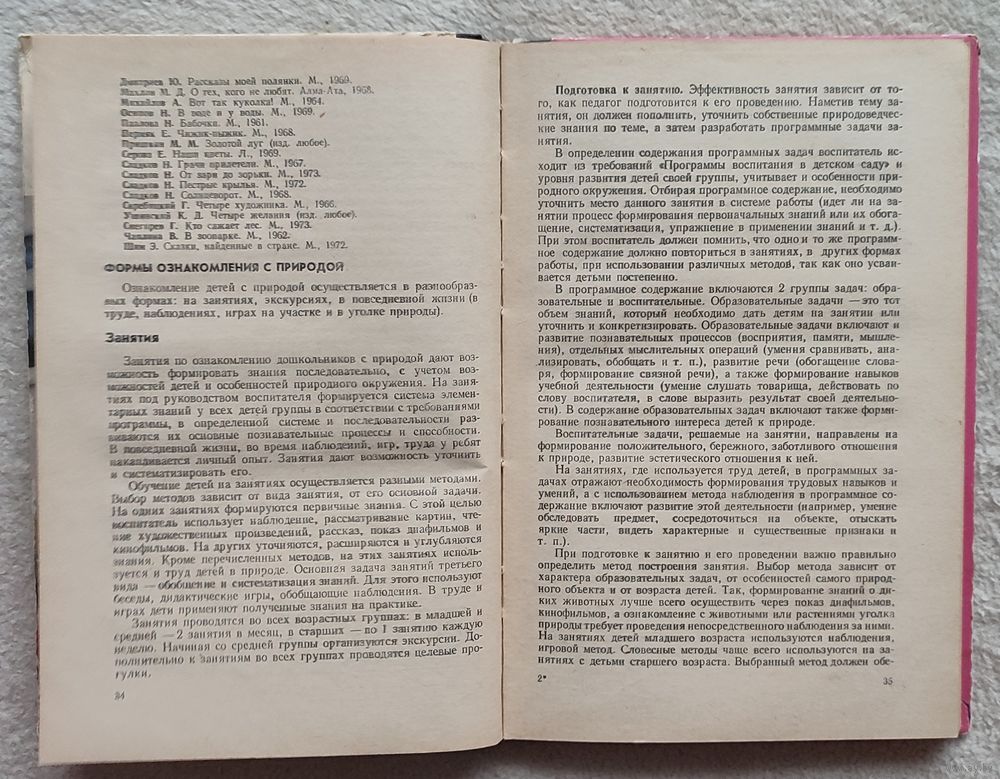 Дмитриев Ю. Рассказы моей полянки. М., 1969.
Махлин М. Д. О тех, кого не любят. Алма-Ата, 1968.
Михайлов А. Вот так куколка! М., 1964.
Осипов Н. В воде и у воды. М., 1969.
Павлова Н. Бабочки. М., 1961.
Пермяк Е. Чижик-пыжик. М., 1968.
Пришвин М. М. Золотой луг (изд. любое).
Серова Е. Наши цветы. Л., 1969.
Сладков Н. Грачи прилетели. М., 1967.
Сладков Н. От зари до зорьки. М., 1973.
Сладков Н. Пестрые крылья. М., 1972.
Сладков Н. Солнцеворот. М., 1968.
Скребицкий Г. Четыре художника. М., 1966.
Ушинский К. Д. Четыре желания (изд. любое).
Снегирев Г. Кто сажает лес. М., 1973.
Чаплина В. В зоопарке. М., 1962.
Шим Э. Сказки, найденные в стране. М., 1972.
ФОРМЫ ОЗНАКОМЛЕНИЯ С ПРИРОДОЙ
Ознакомление детей с природой осуществляется в разнообраз-
ных формах: на занятиях, экскурсиях, в повседневной жизни (в
труде, наблюдениях, играх на участке и в уголке природы).
Занятия
Занятия по ознакомлению дошкольников с природой дают воз-
можность формировать знания последовательно, с учетом воз-
можностей детей и особенностей природного окружения. На заня-
тиях под руководством воспитателя формируется система элемен-
тарных знаний у всех детей группы в соответствии с требованиями
программы, в определенной системе и последовательности раз-
виваются их основные познавательные процессы и способности.
В повседневной жизни, во время наблюдений, игр, труда у ребят
накапливается личный опыт. Занятия дают возможность уточнить
и систематизировать его.
Обучение детей на занятиях осуществляется разными методами.
Выбор методов зависит от вида занятия, от его основной задачи.
На одних занятиях формируются первичные знания. С этой целью
воспитатель использует наблюдение, рассматривание картин, чте-
ние художественных произведений, рассказ, показ диафильмов и
кинофильмов. На других уточняются, расширяются и углубляются
знания. Кроме перечисленных методов, на этих занятиях исполь-
зуется и труд детей в природе. Основная задача занятий третьего
вида — обобщение и систематизация знаний. Для этого используют
беседы, дидактические игры, обобщающие наблюдения. В труде и
играх дети применяют полученные знания на практике.
Занятия проводятся во всех возрастных группах: в младшей и
средней — 2 занятия в месяц, в старших — по 1 занятию каждую
неделю. Начиная со средней группы организуются экскурсии. До-
полнительно к занятиям во всех группах проводятся целевые про-
гулки.
34
Подготовка к занятию. Эффективность занятия зависит от то-
го, как педагог подготовится к его проведению. Наметив тему за-
нятия, он должен пополнить, уточнить собственные природоведчес-
кие знания по теме, а затем разработать программные задачи за-
нятия.
В определении содержания программных задач воспитатель ис-
ходит из требований «Программы воспитания в детском саду» и
уровня развития детей своей группы, учитывает и особенности при-
родного окружения. Отбирая программное содержание, необходимо
уточнить место данного занятия в системе работы (идет ли на за-
нятии процесс формирования первоначальных знаний или их обога-
щение, систематизация, упражнение в применении знаний и т. д.).
При этом воспитатель должен помнить, что одно и то же программ-
ное содержание должно повториться в занятиях, в других формах
работы, при использовании различных методов, так как оно усваи-
вается детьми постепенно.
В программное содержание включаются 2 группы задач: обра-
зовательные и воспитательные. Образовательные задачи — это тот
объем знаний, который необходимо дать детям на занятии или
уточнить и конкретизировать. Образовательные задачи включают и
развитие познавательных процессов (восприятия, памяти, мышле-
ния), отдельных мыслительных операций (умения сравнивать, ана-
лизировать, обобщать и т. п.), развитие речи (обогащение слова-
ря, формирование связной речи), а также формирование навыков
учебной деятельности (умение слушать товарища, действовать по
слову воспитателя, в слове выразить результат своей деятельнос-
ти). В содержание образовательных задач включают также форми-
рование познавательного интереса детей к природе.
Воспитательные задачи, решаемые на занятии, направлены на
формирование положительного, бережного, заботливого отношения
к природе, развитие эстетического отношения к ней.
На занятиях, где используется труд детей, в программных за-
дачах отражают необходимость формирования трудовых навыков и
умений, а с использованием метода наблюдения в программное со-
держание включают развитие этой деятельности (например, умение
обследовать предмет, сосредоточиться на объекте, отыскать
яркие части, видеть характерные и существенные признаки и
т. п.).
При подготовке к занятию и его проведении важно правильно
определить метод построения занятия. Выбор метода зависит от
характера образовательных задач, от особенностей самого природ-
ного объекта и от возраста детей. Так, формирование знаний о ди-
ких животных лучше всего осуществить через показ диафильмов,
кинофильмов, а ознакомление с животными или растениями уголка
природы требует проведения непосредственного наблюдения за ними.
На занятиях детей младшего возраста используются наблюдения,
игровой метод. Словесные методы чаще всего используются на за-
нятиях с детьми старшего возраста. Выбранный метод должен обе-
2*
35